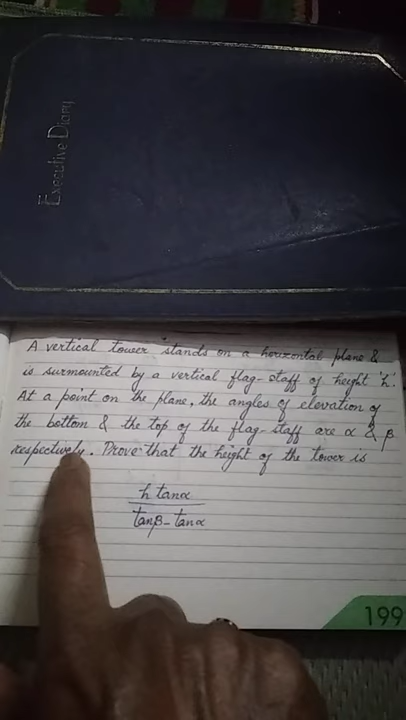 Executive Diary
A vertical tower stands on a horizontal plane &
is surmounted by a vertical flag-staff of height 'h'.
At a point on the plane, the angles of elevation of
the bottom & the top of the flag-staff are α & β
respectively. Prove that the height of the tower is
h tanα
tanβ - tanα
199